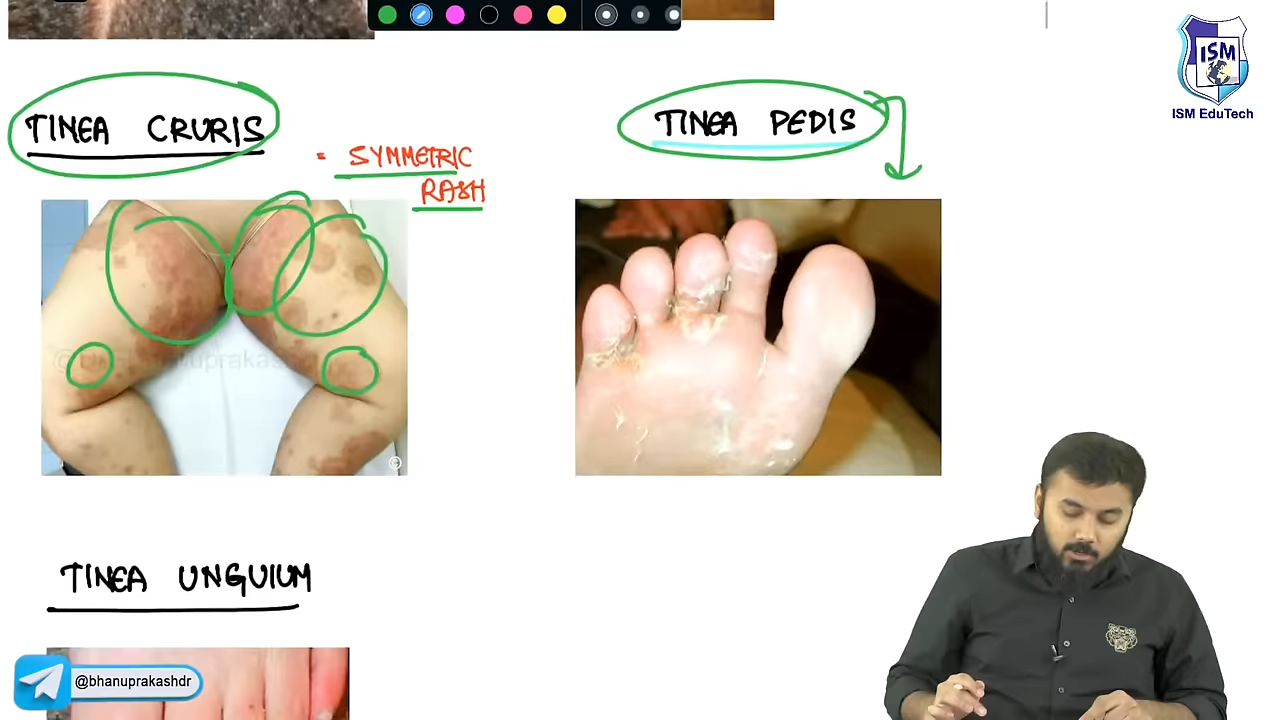 ISM
ISM EduTech
TINEA CRURIS
TINEA PEDIS
= SYMMETRIC
RASH
©
TINEA UNGUIUM
@bhanuprakashdr